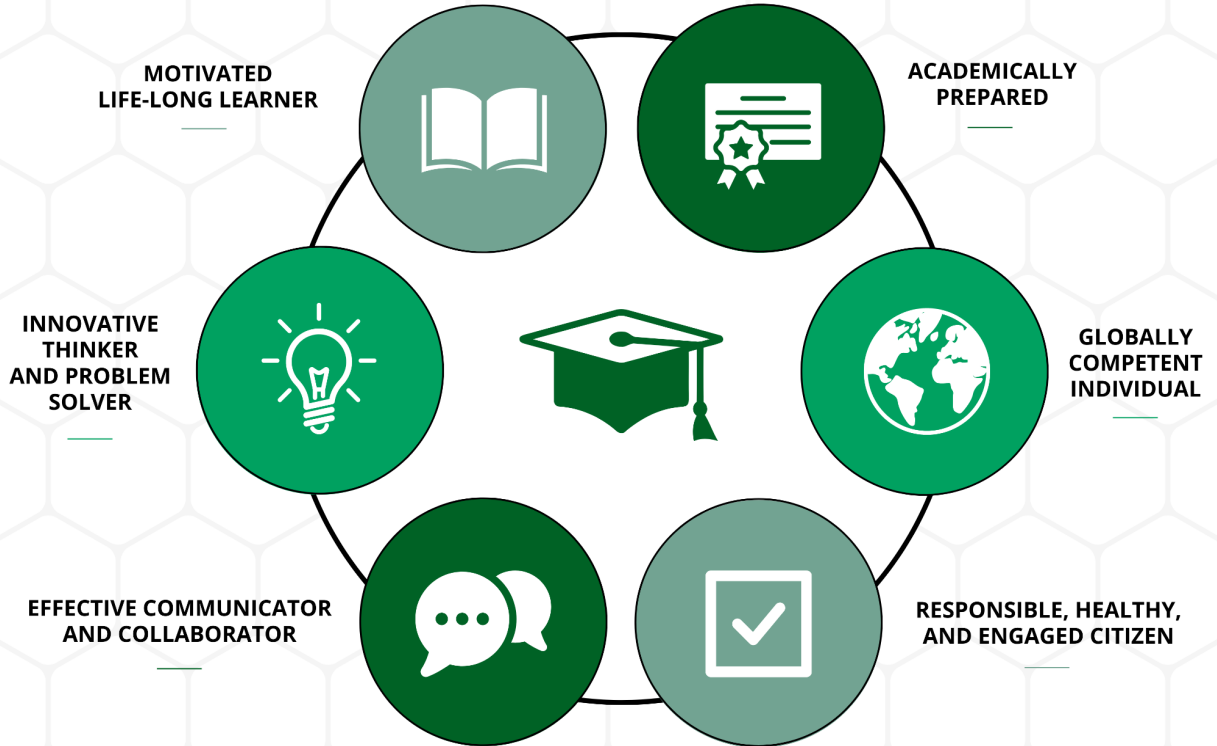 MOTIVATED
LIFE-LONG LEARNER
ACADEMICALLY
PREPARED
INNOVATIVE
THINKER
AND PROBLEM
SOLVER
GLOBALLY
COMPETENT
INDIVIDUAL
EFFECTIVE COMMUNICATOR
AND COLLABORATOR
RESPONSIBLE, HEALTHY,
AND ENGAGED CITIZEN